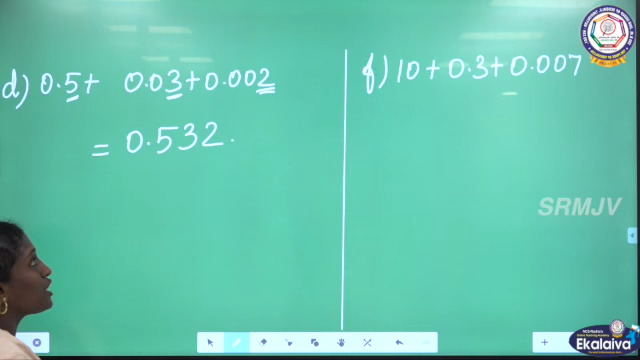 d) 0.5 + 0.03 + 0.002
= 0.532.
f) 10 + 0.3 + 0.007
SRMJV
Ekalaiva